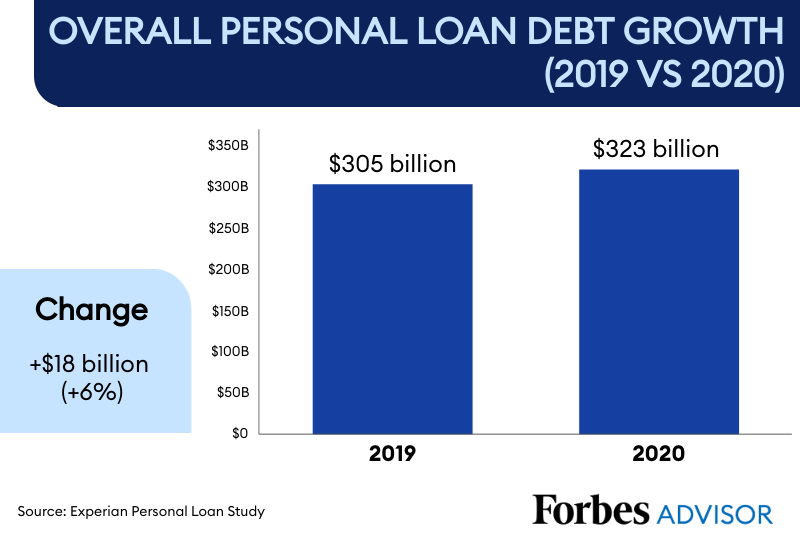 OVERALL PERSONAL LOAN DEBT GROWTH
(2019 VS 2020)
$350B
$300B
$250B
$200B
$150B
$100B
$50B
$0
$305 billion
$323 billion
2019
2020
Change
+$18 billion
(+6%)
Source: Experian Personal Loan Study
Forbes ADVISOR